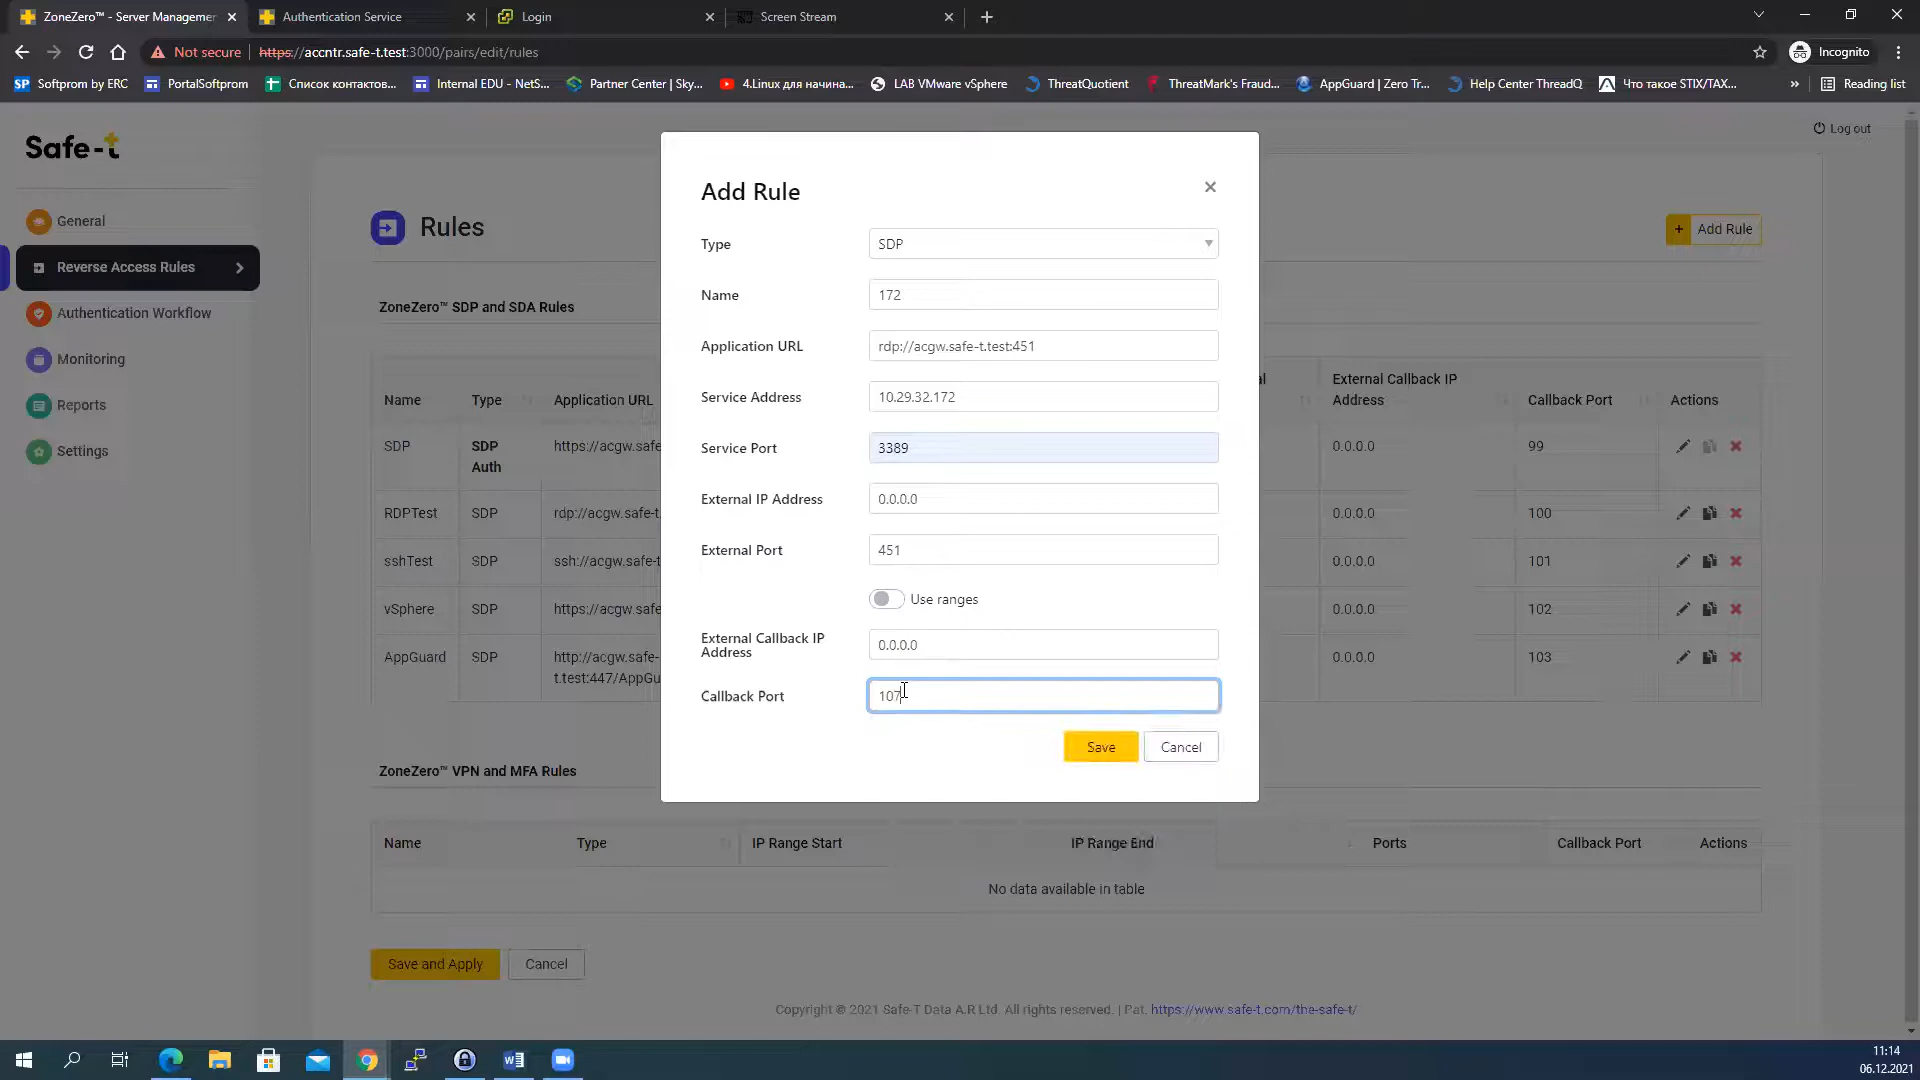 ZoneZero™ - Server Managemer
Authentication Service
Login
Screen Stream
Not secure
https://accntr.safe-t.test:3000/pairs/edit/rules
Incognito
SP Softprom by ERC
PortalSoftprom
Список контактов...
Internal EDU - NetS...
Partner Center | Sky...
4.Linux для начина...
LAB VMware vSphere
ThreatQuotient
ThreatMark's Fraud...
AppGuard | Zero Tr...
Help Center ThreadQ
Что такое STIX/TAX...
»
Reading list
Safe-t
Log out
General
Reverse Access Rules
Authentication Workflow
Monitoring
Reports
Settings
Rules
+ Add Rule
ZoneZero™ SDP and SDA Rules
Name
Type
Application URL
External Callback IP
Address
Callback Port
Actions
SDP
SDP
Auth
https://acgw.safe
0.0.0.0
99
RDPTest
SDP
rdp://acgw.safe-t.
0.0.0.0
100
sshTest
SDP
ssh://acgw.safe-t
0.0.0.0
101
vSphere
SDP
https://acgw.safe
0.0.0.0
102
AppGuard
SDP
http://acgw.safe-
t.test:447/AppGu
0.0.0.0
103
Add Rule
×
Type
SDP
Name
172
Application URL
rdp://acgw.safe-t.test:451
Service Address
10.29.32.172
Service Port
3389
External IP Address
0.0.0.0
External Port
451
Use ranges
External Callback IP
Address
0.0.0.0
Callback Port
107
Save
Cancel
ZoneZero™ VPN and MFA Rules
Name
Type
IP Range Start
IP Range End
Ports
Callback Port
Actions
No data available in table
Save and Apply
Cancel
Copyright © 2021 Safe-T Data A.R Ltd. All rights reserved. | Pat. https://www.safe-t.com/the-safe-t/
11:14
06.12.2021